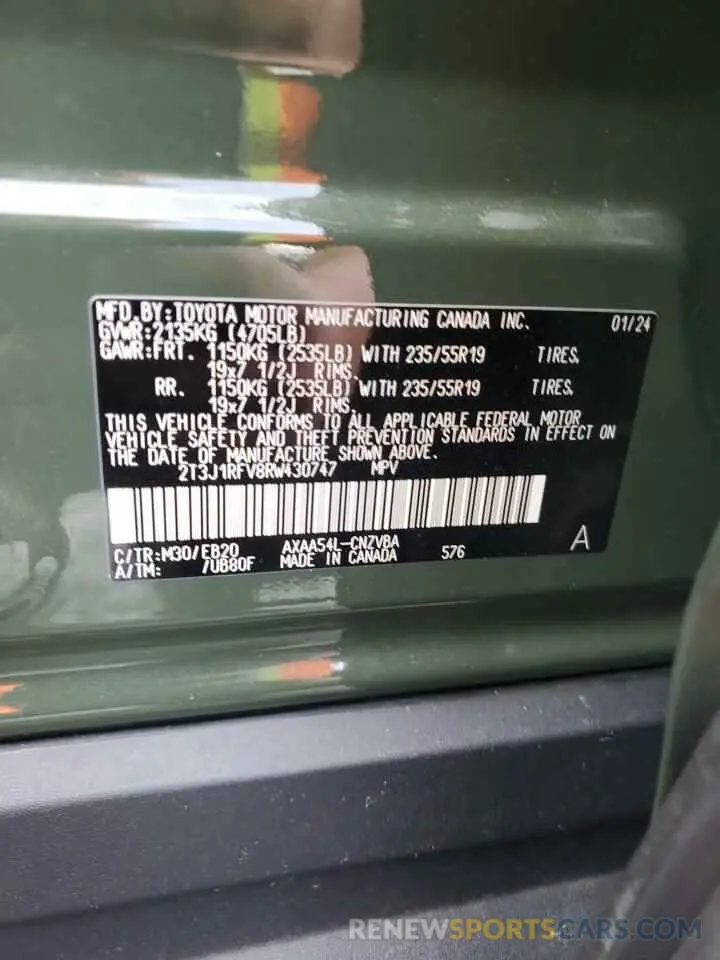 MFD.BY:TOYOTA MOTOR MANUFACTURING CANADA INC. 01/24
GVWR:2135KG (4705LB)
GAWR:FRT. 1150KG (2535LB) WITH 235/55R19 TIRES,
19x7 1/2J RIMS,
RR. 1150KG (2535LB) WITH 235/55R19 TIRES,
19x7 1/2J RIMS,
THIS VEHICLE CONFORMS TO ALL APPLICABLE FEDERAL MOTOR
VEHICLE SAFETY AND THEFT PREVENTION STANDARDS IN EFFECT ON
THE DATE OF MANUFACTURE SHOWN ABOVE.
2T3J1RFV8RW430747 MPV
C/TR:M30/EB20 AXAA54L-CNZVBA 576 A
A/TM: /UB80F MADE IN CANADA
RENEWSPORTSCARS.COM